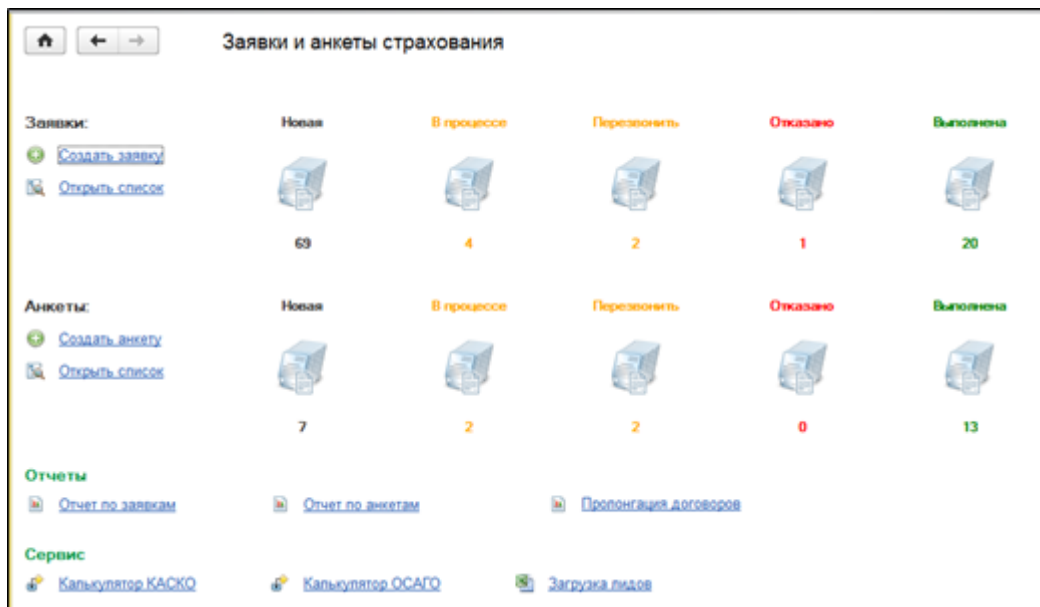 Заявки и анкеты страхования
Заявки: Новая В процессе Перезвонить Отказано Выполнена
Создать заявку
Открыть список
69 4 2 1 20
Анкеты: Новая В процессе Перезвонить Отказано Выполнена
Создать анкету
Открыть список
7 2 2 0 13
Отчеты
Отчет по заявкам Отчет по анкетам Пролонгация договоров
Сервис
Калькулятор КАСКО Калькулятор ОСАГО Загрузка лидов